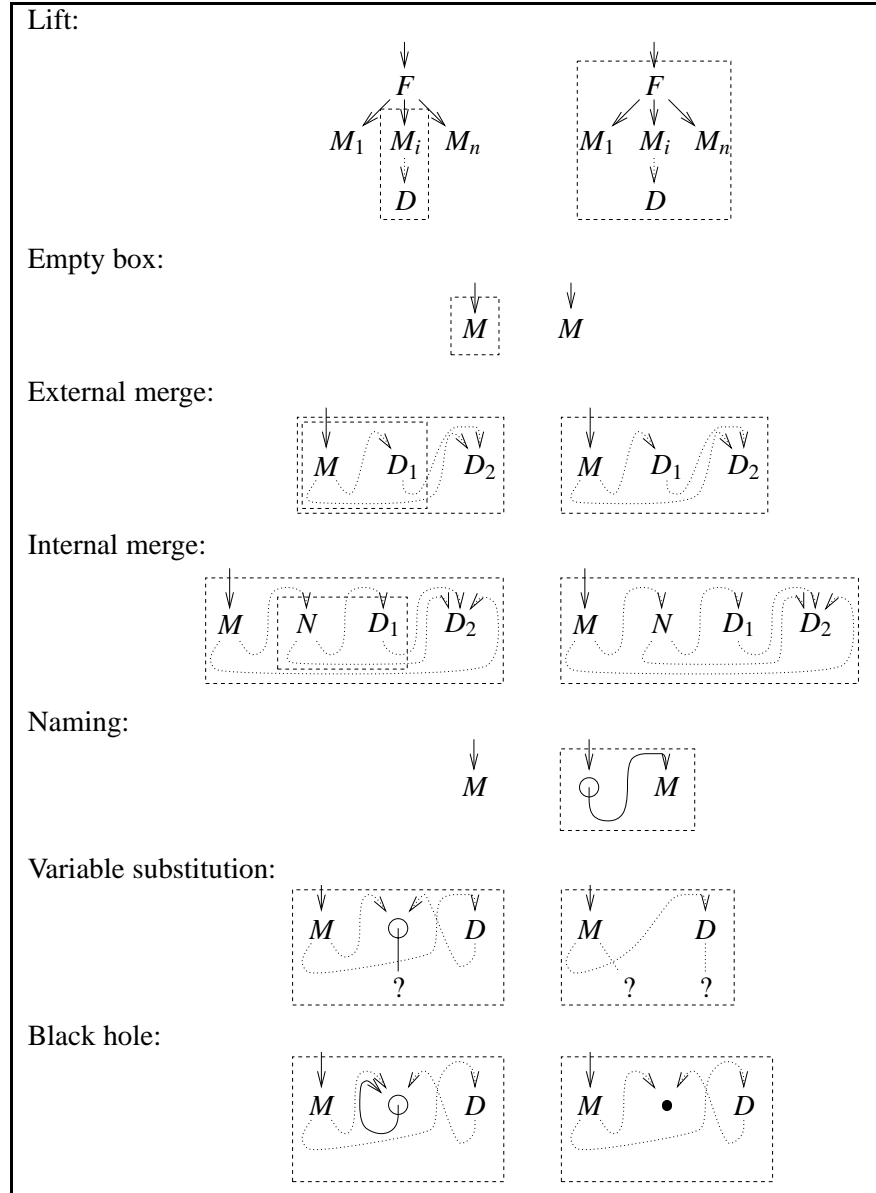 Lift:
F F
M1 Mi Mn M1 Mi Mn
D D
Empty box:
M M
External merge:
M D1 D2 M D1 D2
Internal merge:
M N D1 D2 M N D1 D2
Naming:
M M
Variable substitution:
M D M D
? ? ?
Black hole:
M D M D